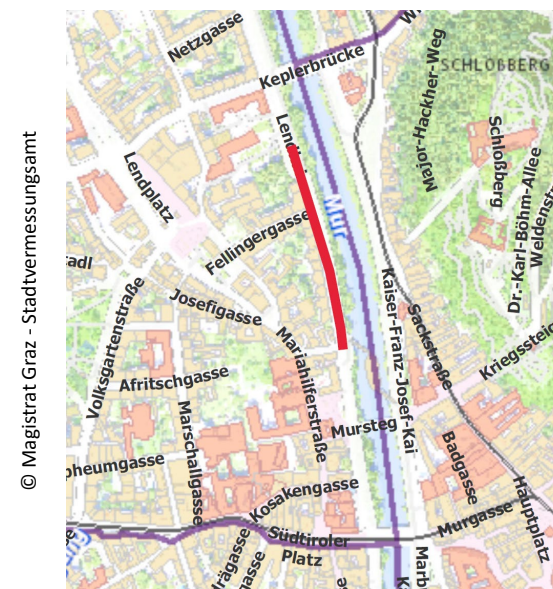 © Magistrat Graz - Stadtvermessungsamt
Netzgasse
Keplerbrücke
SCHLOẞBERG
Major-Hackher-Weg
Schloßberg
Dr.-Karl-Böhm-Allee
Lendplatz
Mur
Fellingergasse
Josefigasse
Volksgartenstraße
Mariahilferstraße
Kaiser-Franz-Josef-Kai
Sackstraße
Afritschgasse
Marschallgasse
Mursteg
Badgasse
Kosakengasse
Murgasse
Hauptplatz
Südtiroler
Platz